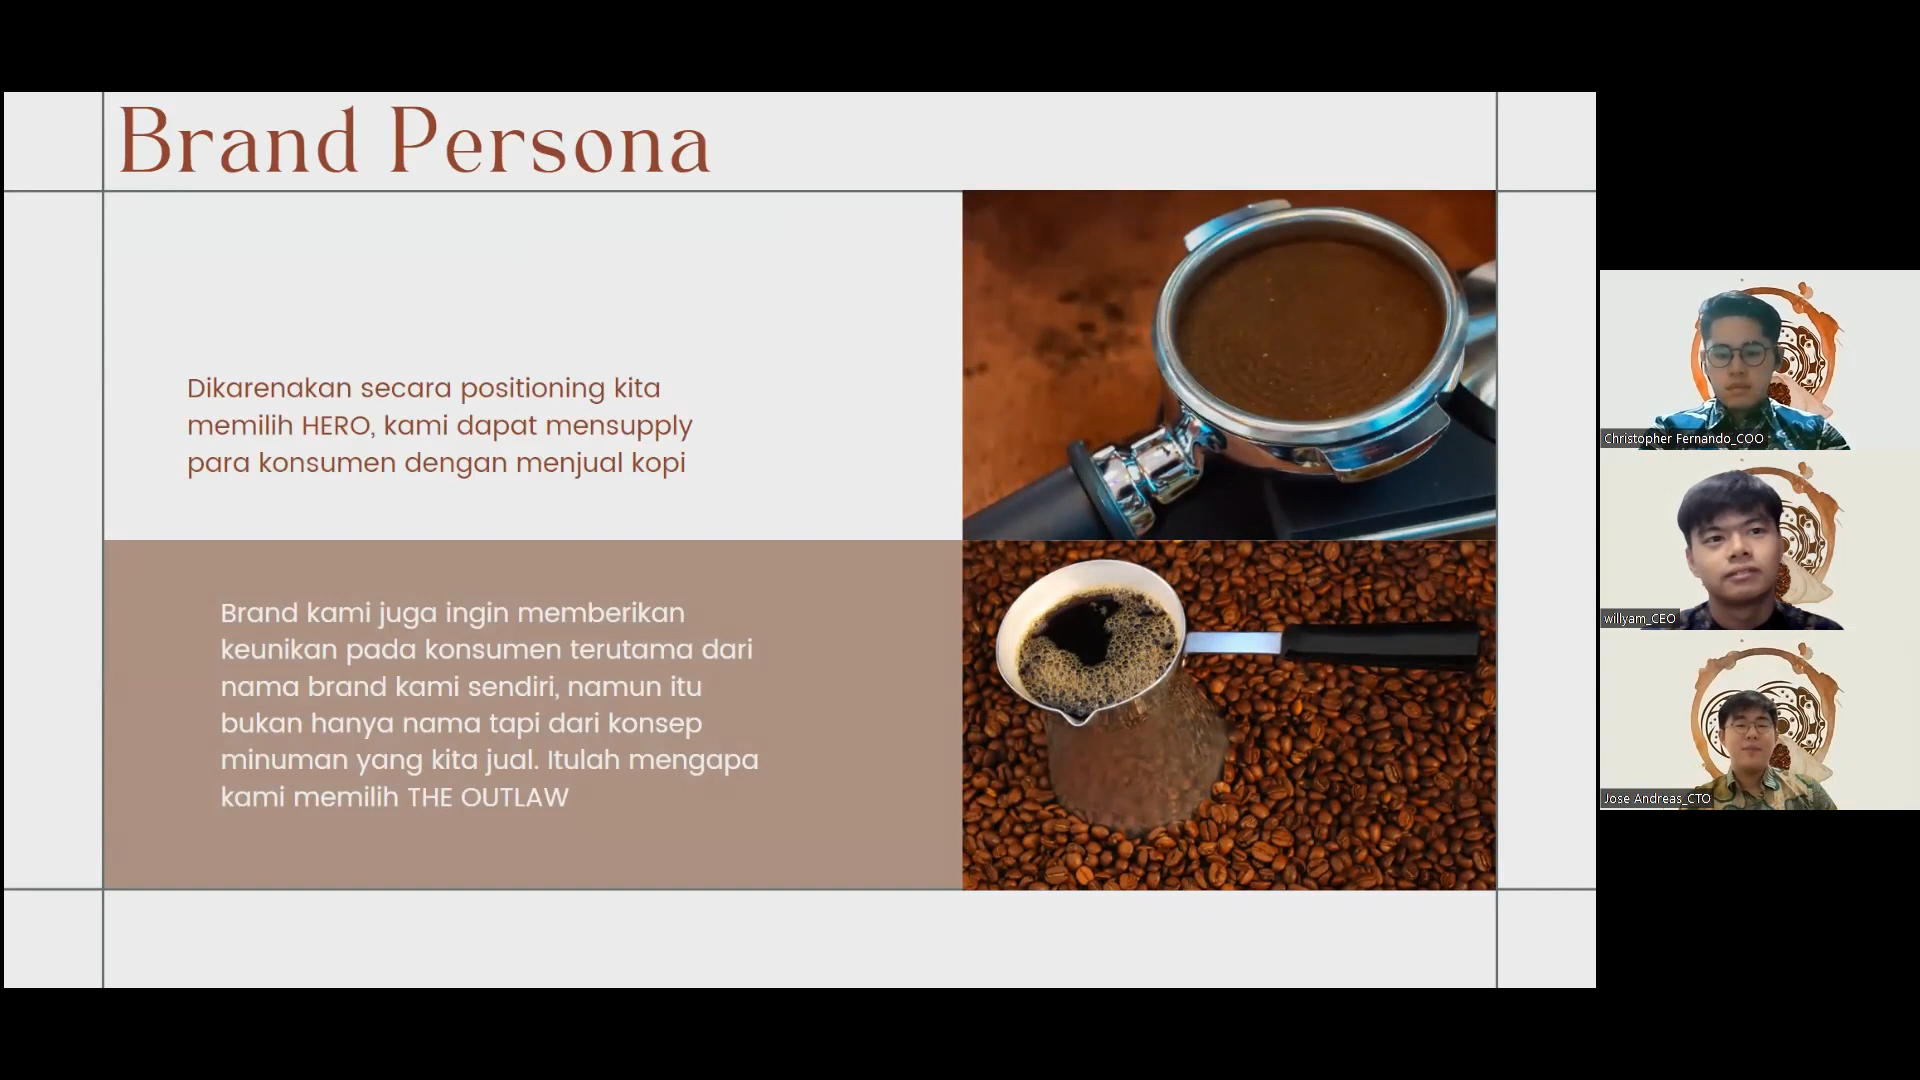 Brand Persona
Dikarenakan secara positioning kita
memilih HERO, kami dapat mensupply
para konsumen dengan menjual kopi
Brand kami juga ingin memberikan
keunikan pada konsumen terutama dari
nama brand kami sendiri, namun itu
bukan hanya nama tapi dari konsep
minuman yang kita jual. Itulah mengapa
kami memilih THE OUTLAW
Christopher Fernando_COO
willyam_CEO
Jose Andreas_CTO